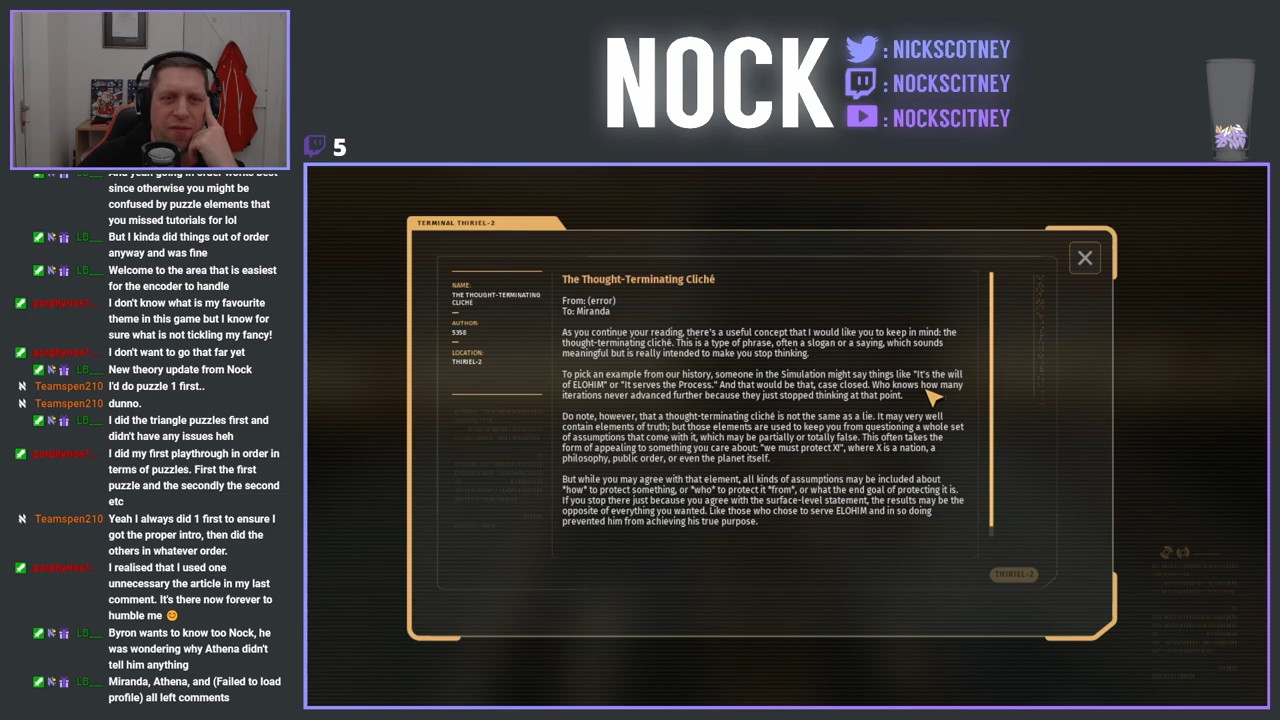 NOCK
: NICKSCOTNEY
: NOCKSCITNEY
: NOCKSCITNEY
5
since otherwise you might be
confused by puzzle elements that
you missed tutorials for lol
LB__ But I kinda did things out of order
anyway and was fine
LB__ Welcome to the area that is easiest
for the encoder to handle
I don't know what is my favourite
theme in this game but I know for
sure what is not tickling my fancy!
I don't want to go that far yet
LB__ New theory update from Nock
Teamspen210 I'd do puzzle 1 first..
Teamspen210 dunno.
LB__ I did the triangle puzzles first and
didn't have any issues heh
I did my first playthrough in order in
terms of puzzles. First the first
puzzle and the secondly the second
etc
Teamspen210 Yeah I always did 1 first to ensure I
got the proper intro, then did the
others in whatever order.
I realised that I used one
unnecessary the article in my last
comment. It's there now forever to
humble me
LB__ Byron wants to know too Nock, he
was wondering why Athena didn't
tell him anything
LB__ Miranda, Athena, and (Failed to load
profile) all left comments
TERMINAL THIRIEL-2
NAME:
THE THOUGHT-TERMINATING
CLICHÉ
AUTHOR:
5358
LOCATION:
THIRIEL-2
The Thought-Terminating Cliché
From: (error)
To: Miranda
As you continue your reading, there's a useful concept that I would like you to keep in mind: the
thought-terminating cliché. This is a type of phrase, often a slogan or a saying, which sounds
meaningful but is really intended to make you stop thinking.
To pick an example from our history, someone in the Simulation might say things like "It's the will
of ELOHIM" or "It serves the Process." And that would be that, case closed. Who knows how many
iterations never advanced further because they just stopped thinking at that point.
Do note, however, that a thought-terminating cliché is not the same as a lie. It may very well
contain elements of truth; but those elements are used to keep you from questioning a whole set
of assumptions that come with it, which may be partially or totally false. This often takes the
form of appealing to something you care about: "we must protect X!", where X is a nation, a
philosophy, public order, or even the planet itself.
But while you may agree with that element, all kinds of assumptions may be included about
*how* to protect something, or *who* to protect it *from*, or what the end goal of protecting it is.
If you stop there just because you agree with the surface-level statement, the results may be the
opposite of everything you wanted. Like those who chose to serve ELOHIM and in so doing
prevented him from achieving his true purpose.
THIRIEL-2